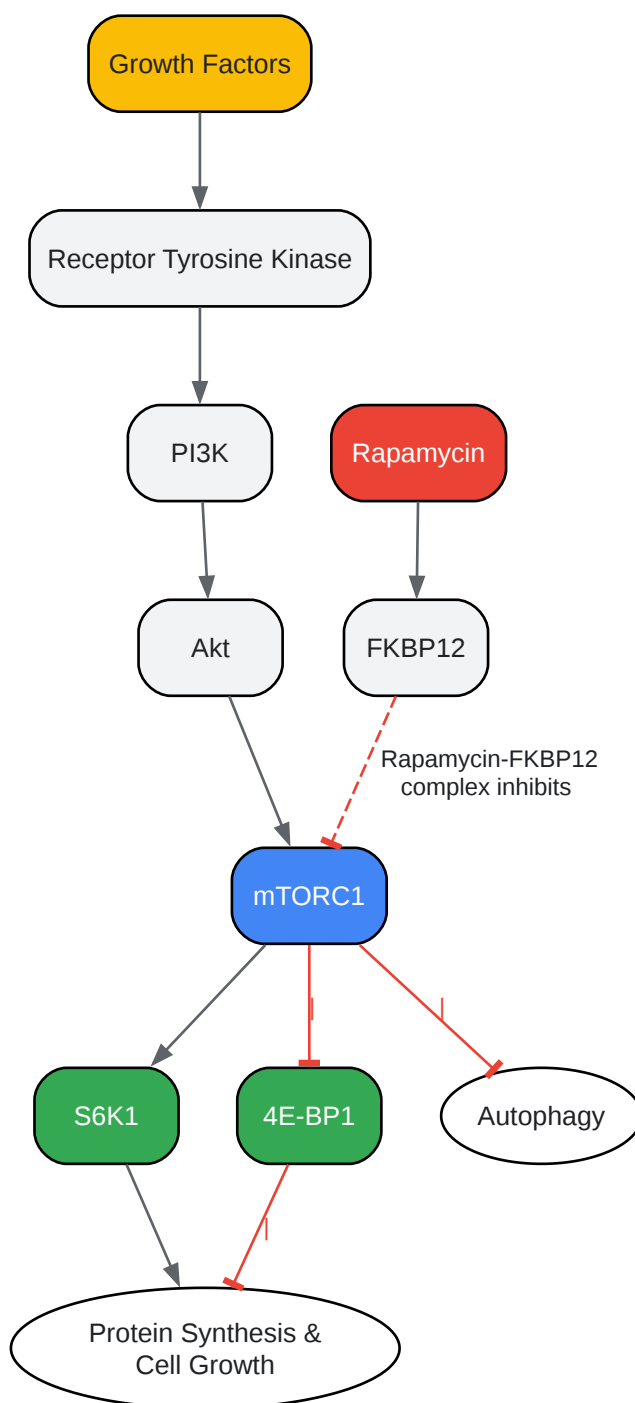 Growth Factors
Receptor Tyrosine Kinase
PI3K
Rapamycin
Akt
FKBP12
Rapamycin-FKBP12
complex inhibits
mTORC1
|
|
S6K1
4E-BP1
Autophagy
|
Protein Synthesis &
Cell Growth